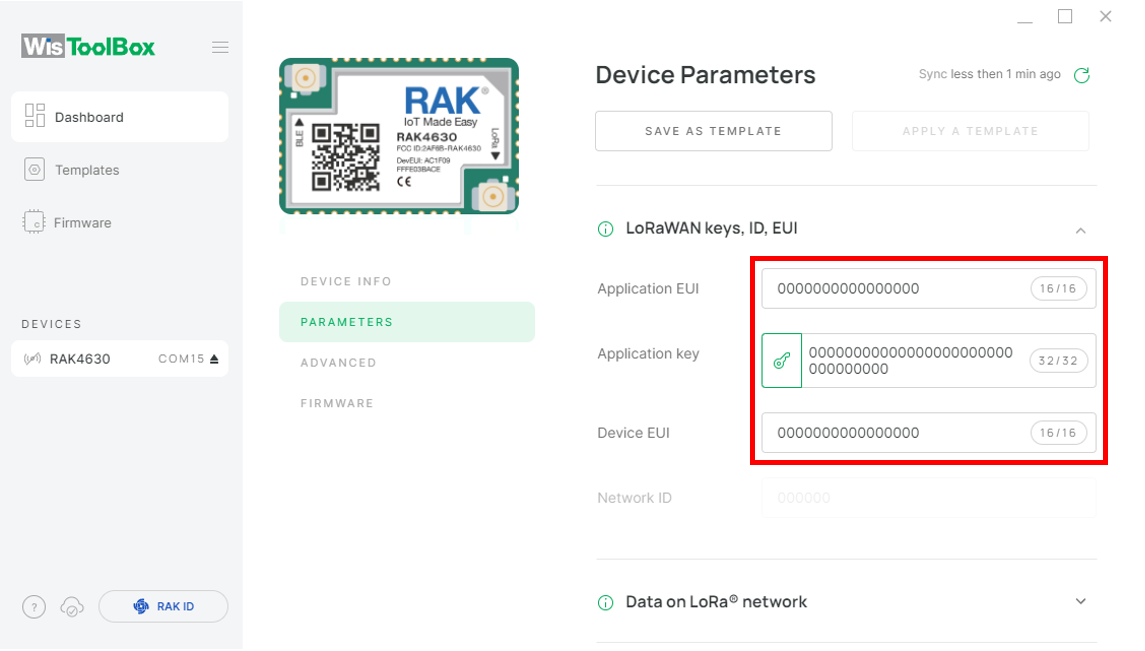 WisToolBox
Dashboard
Templates
Firmware
DEVICES
RAK4630 COM15
?
RAK ID
RAK®
IoT Made Easy
RAK4630
FCC ID:2AF6B-RAK4630
DevEUI: AC1F09
FFFE03BACE
CE
BLE
LoRa
DEVICE INFO
PARAMETERS
ADVANCED
FIRMWARE
Device Parameters
Sync less then 1 min ago
SAVE AS TEMPLATE
APPLY A TEMPLATE
LoRaWAN keys, ID, EUI
Application EUI
0000000000000000
16/16
Application key
00000000000000000000000
000000000
32/32
Device EUI
0000000000000000
16/16
Network ID
000000
Data on LoRa® network